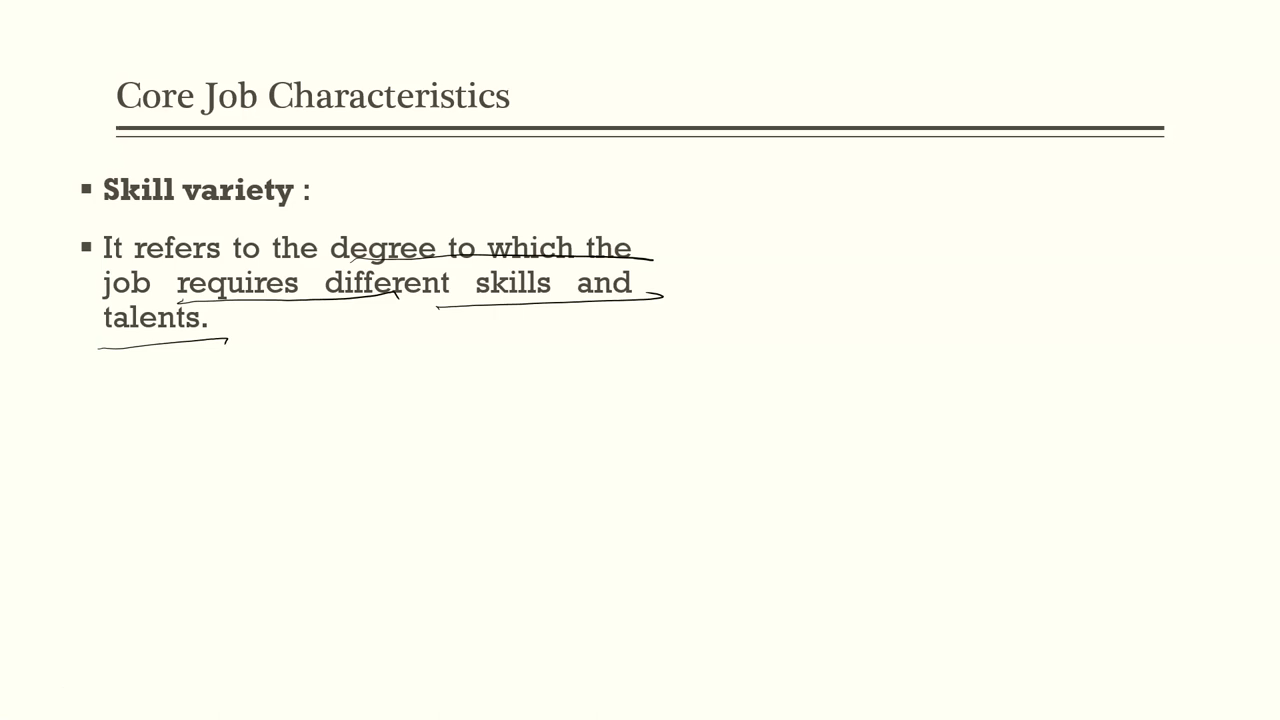 Core Job Characteristics
▪ Skill variety :
▪ It refers to the degree to which the
job requires different skills and
talents.